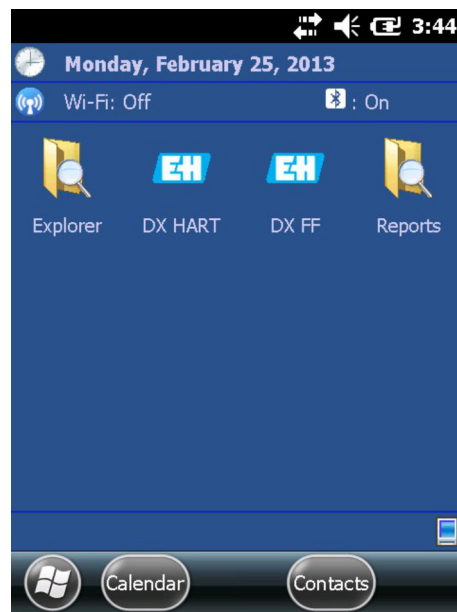 3:44
Monday, February 25, 2013
Wi-Fi: Off : On
E+H E+H
Explorer DX HART DX FF Reports
Calendar Contacts